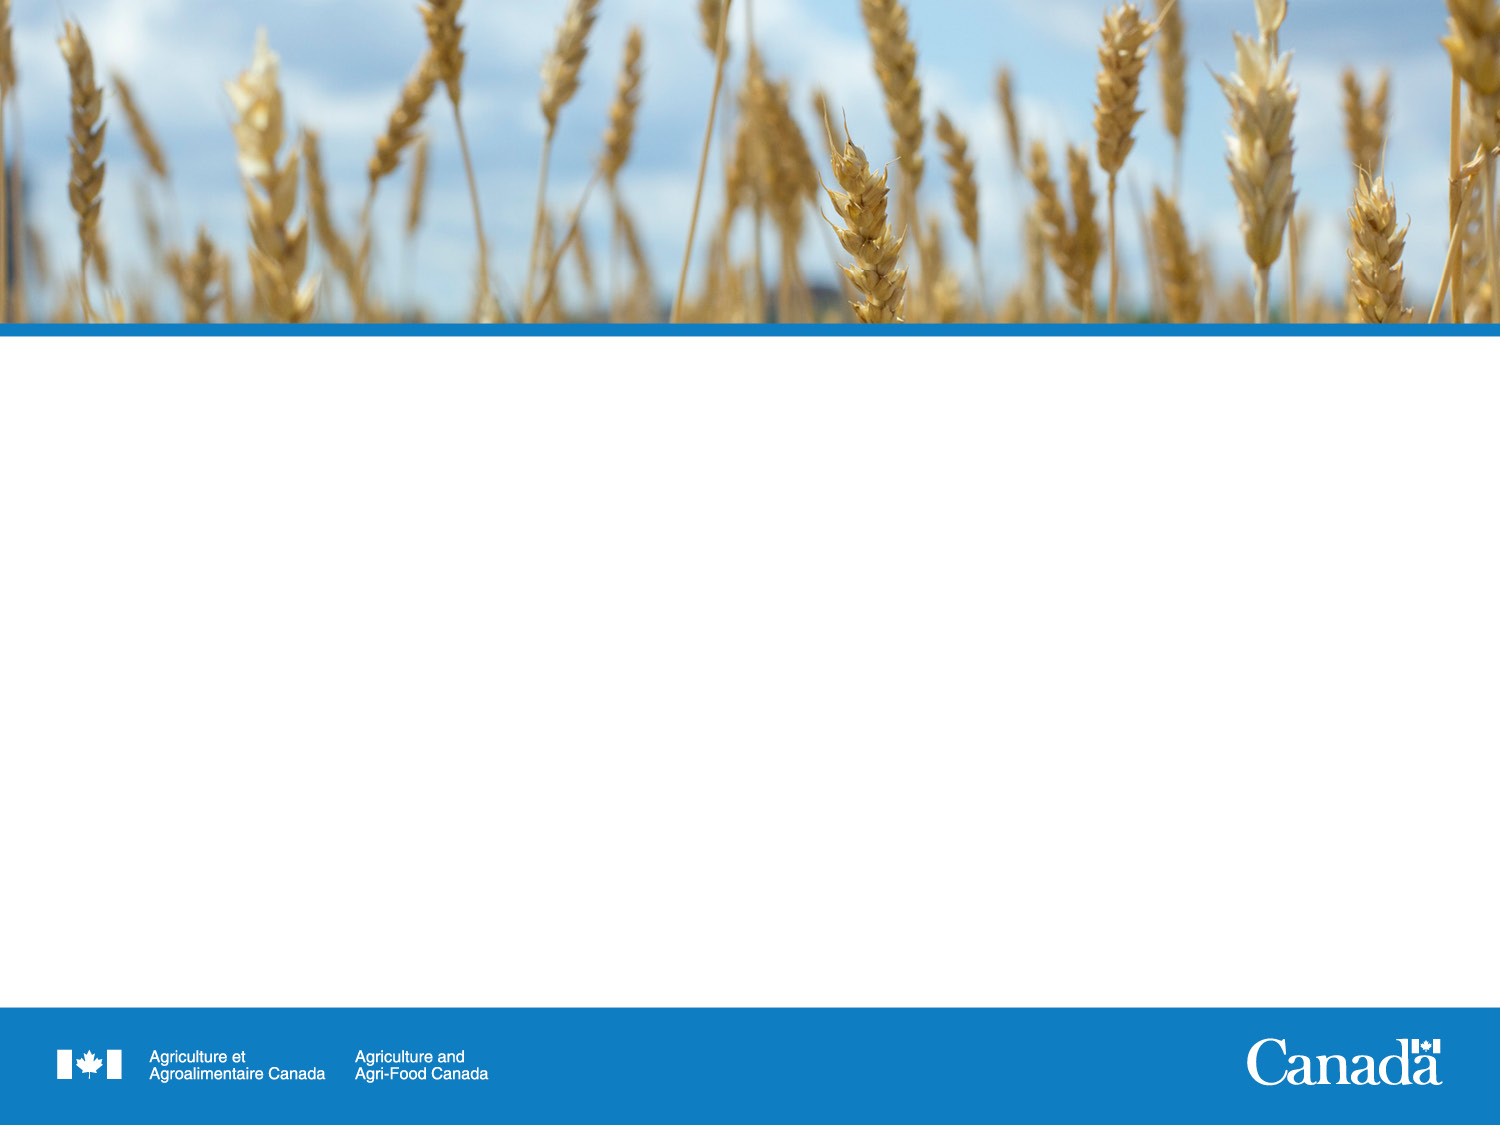 Agriculture et
Agroalimentaire Canada
Agriculture and
Agri-Food Canada
Canada